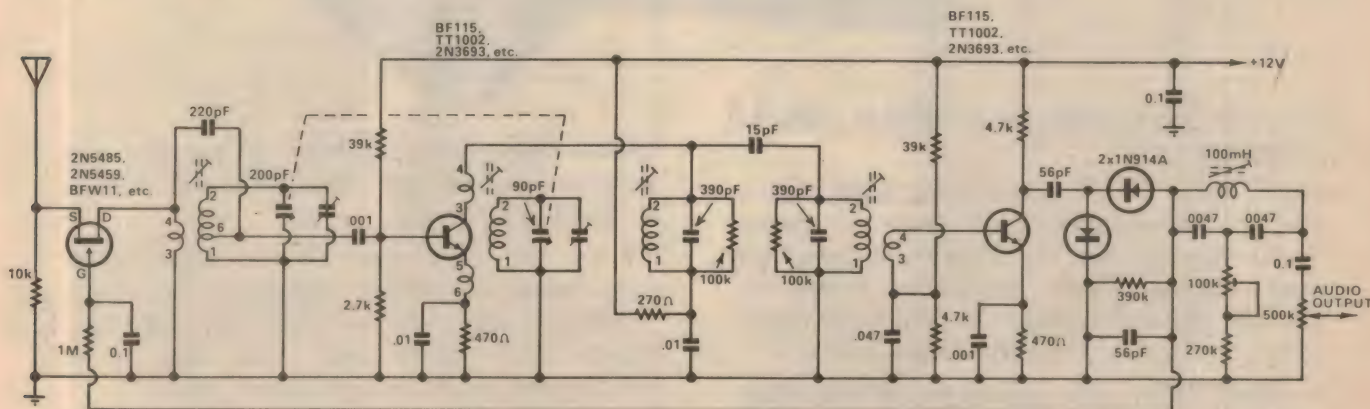 BF115,
TT1002,
2N3693, etc.
BF115,
TT1002,
2N3693, etc.
+12V
220pF
0.1
2N5485,
2N5459,
BFW11, etc.
200pF
39k
4
3
90pF
15pF
390pF
390pF
39k
4.7k
56pF
2x1N914A
100mH
S
D
G
4
3
2
6
1
001
2
1
5
6
2
1
100k
100k
2
1
4
3
0047
0047
10k
1M
0.1
2.7k
.01
470Ω
270Ω
.01
.047
4.7k
.001
470Ω
390k
56pF
100k
270k
0.1
500k
AUDIO
OUTPUT